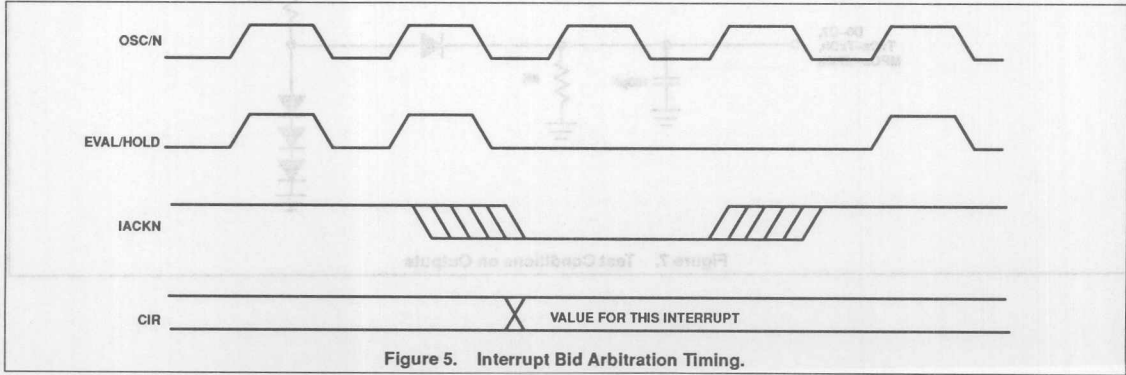 OSC/N
EVAL/HOLD
IACKN
CIR
VALUE FOR THIS INTERRUPT
Figure 5. Interrupt Bid Arbitration Timing.
Figure 7. Test Conditions on Outputs